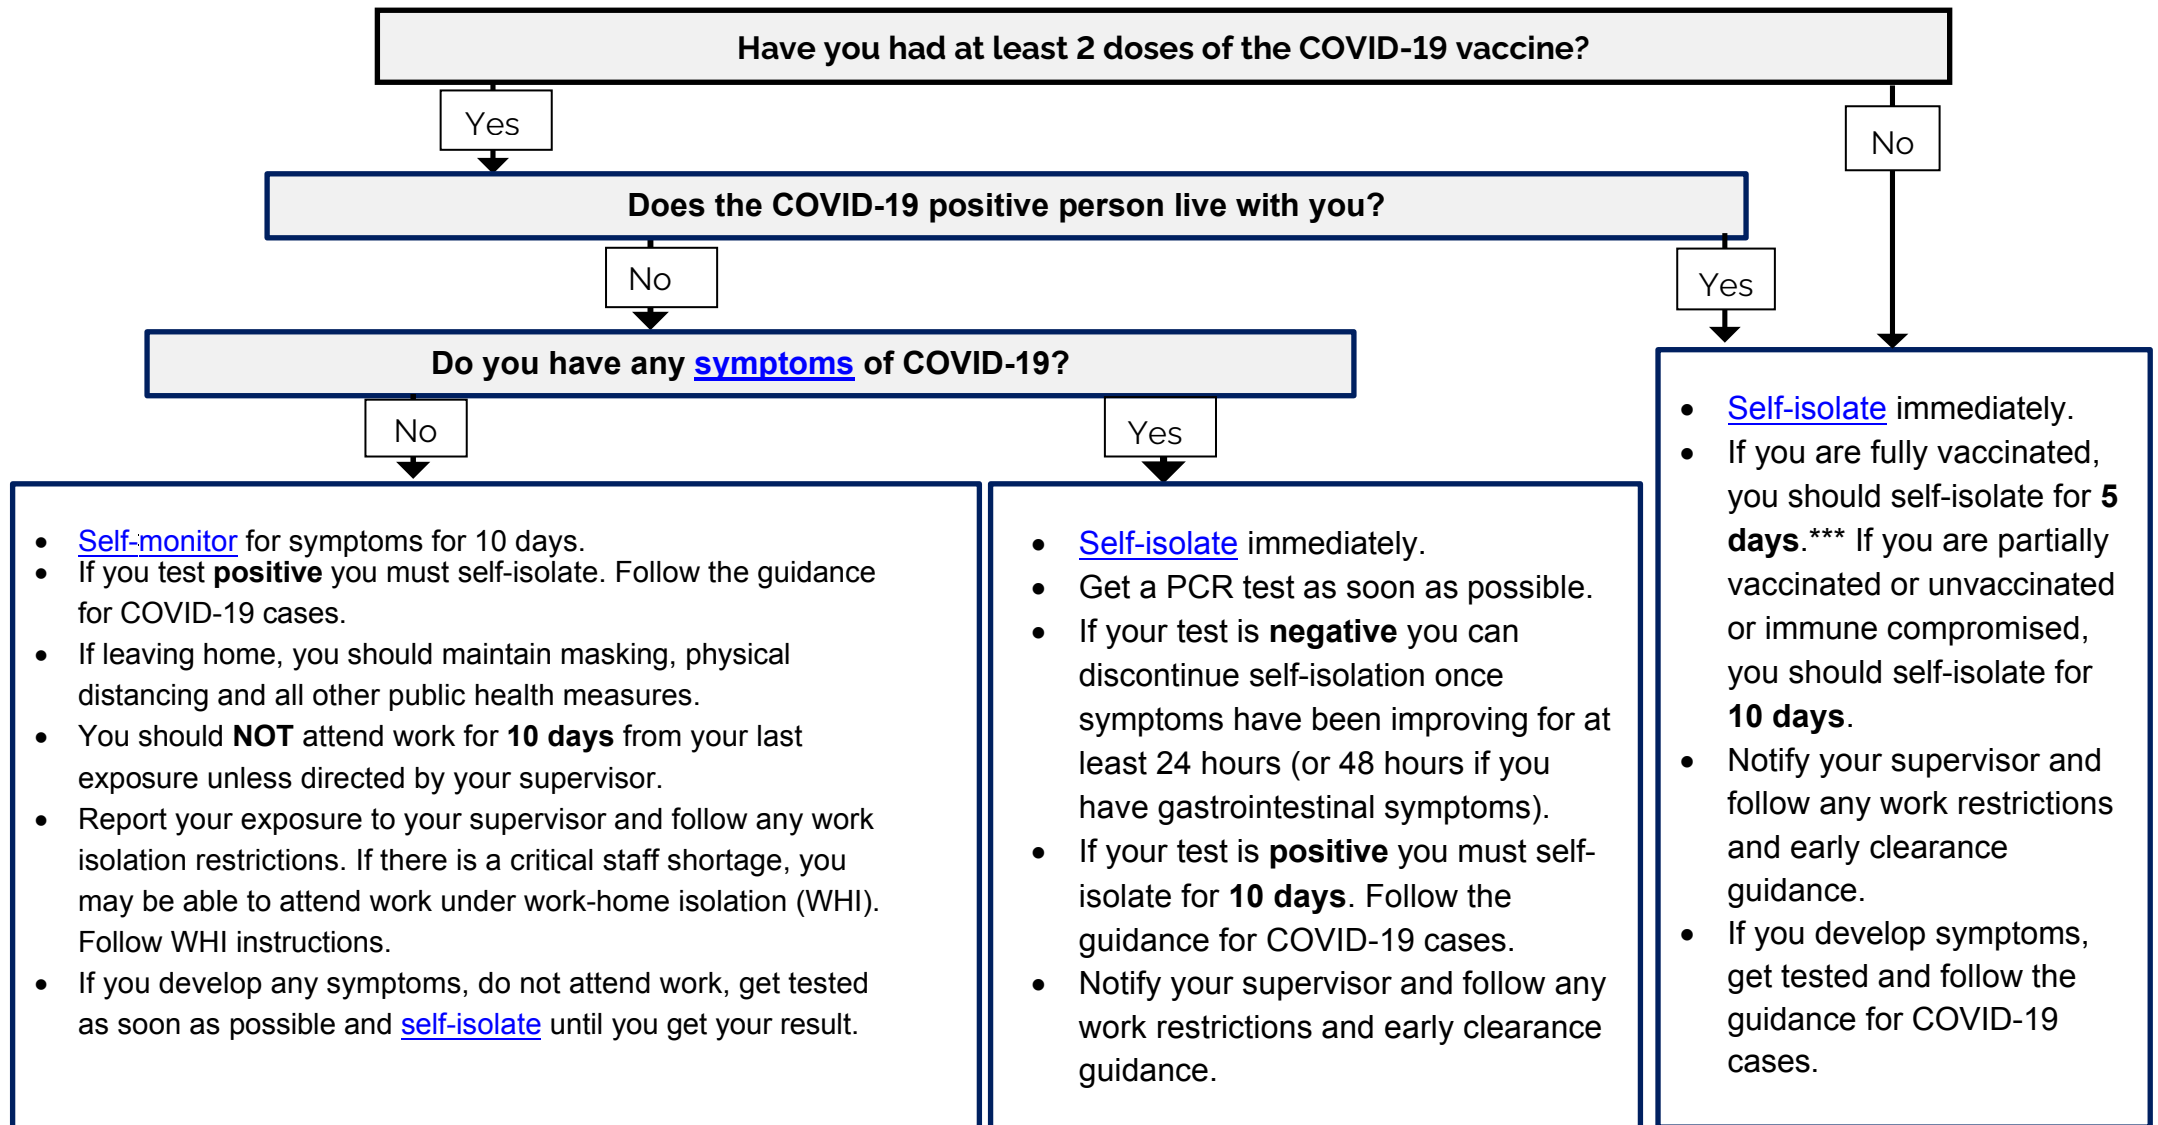 Have you had at least 2 doses of the COVID-19 vaccine?
Yes
No
Does the COVID-19 positive person live with you?
No
Yes
Do you have any symptoms of COVID-19?
No
Yes
• Self-monitor for symptoms for 10 days.
• If you test positive you must self-isolate. Follow the guidance
for COVID-19 cases.
• If leaving home, you should maintain masking, physical
distancing and all other public health measures.
• You should NOT attend work for 10 days from your last
exposure unless directed by your supervisor.
• Report your exposure to your supervisor and follow any work
isolation restrictions. If there is a critical staff shortage, you
may be able to attend work under work-home isolation (WHI).
Follow WHI instructions.
• If you develop any symptoms, do not attend work, get tested
as soon as possible and self-isolate until you get your result.
• Self-isolate immediately.
• Get a PCR test as soon as possible.
• If your test is negative you can
discontinue self-isolation once
symptoms have been improving for at
least 24 hours (or 48 hours if you
have gastrointestinal symptoms).
• If your test is positive you must self-
isolate for 10 days. Follow the
guidance for COVID-19 cases.
• Notify your supervisor and follow any
work restrictions and early clearance
guidance.
• Self-isolate immediately.
• If you are fully vaccinated,
you should self-isolate for 5
days.*** If you are partially
vaccinated or unvaccinated
or immune compromised,
you should self-isolate for
10 days.
• Notify your supervisor and
follow any work restrictions
and early clearance
guidance.
• If you develop symptoms,
get tested and follow the
guidance for COVID-19
cases.